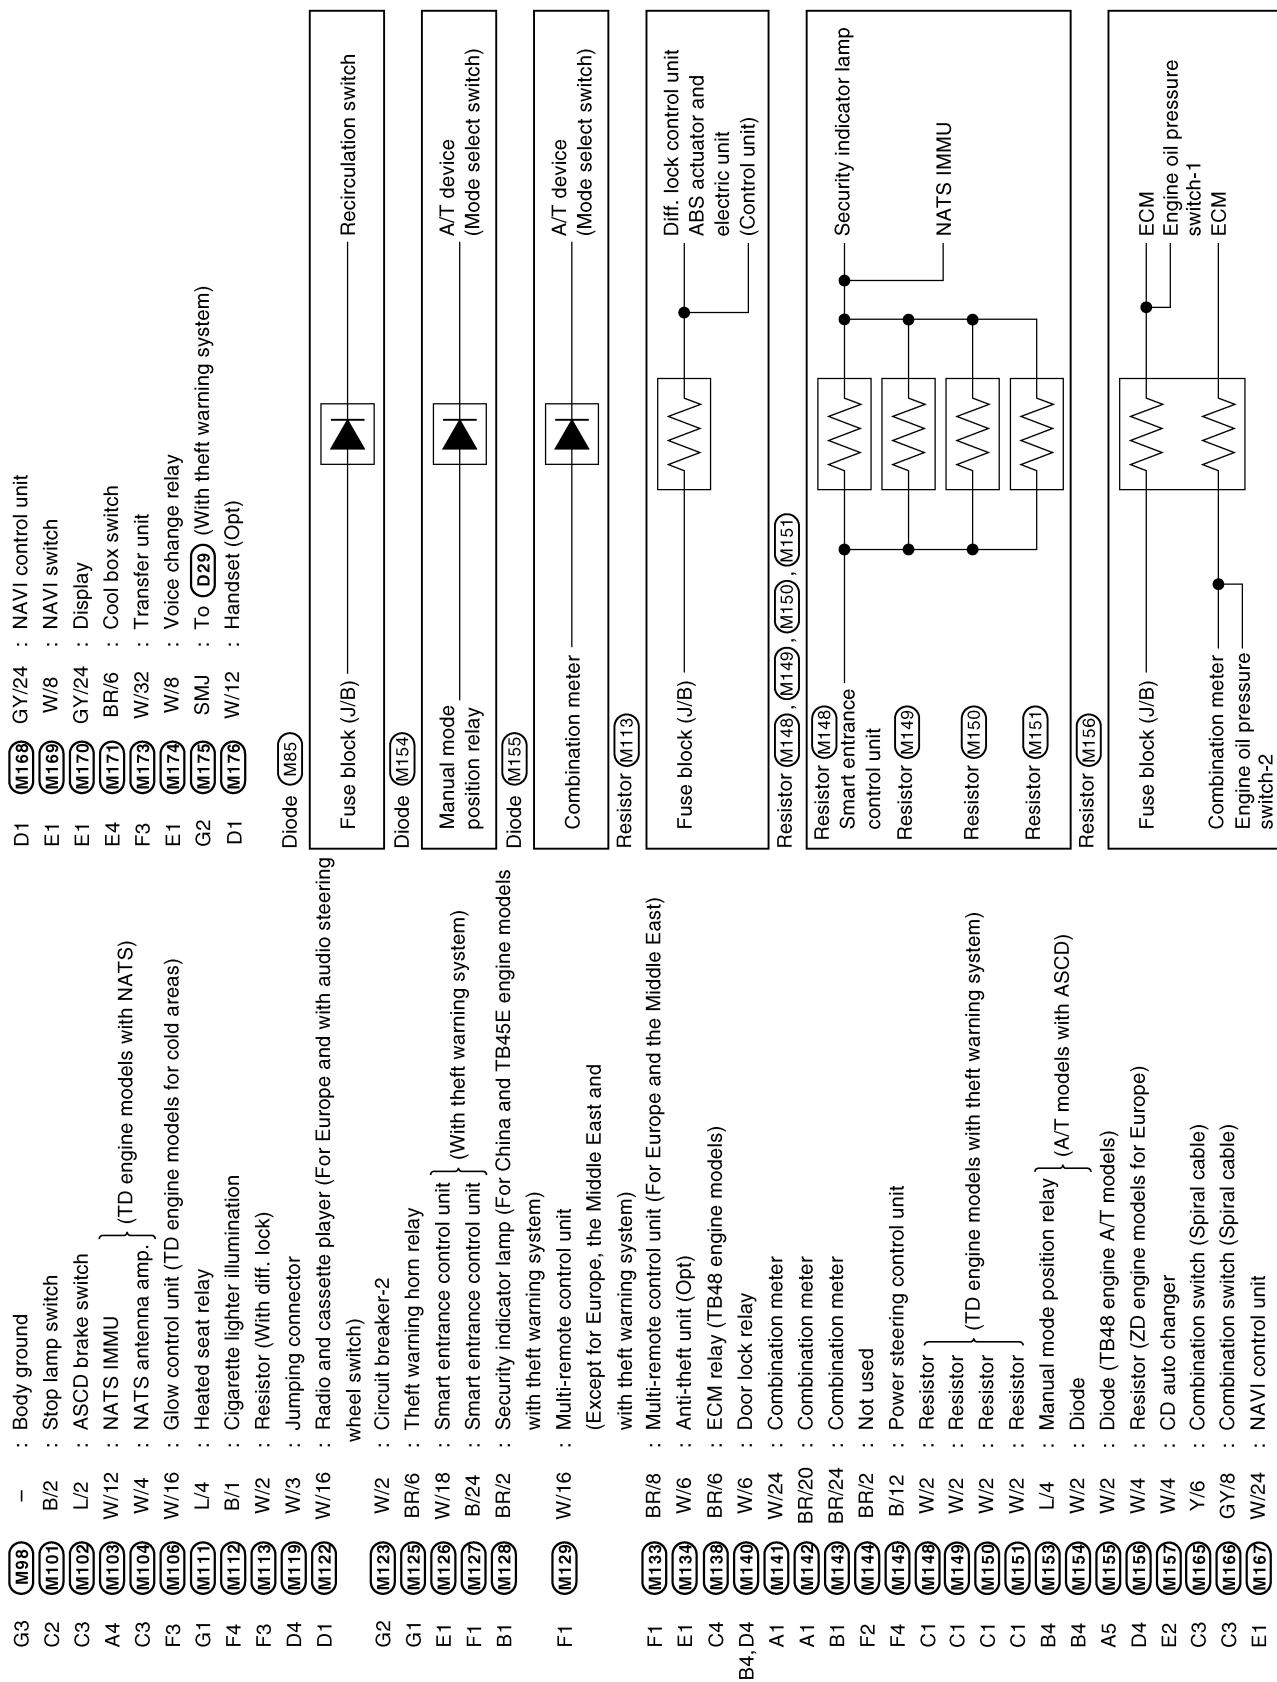 G3 M98 – : Body ground
C2 M101 B/2 : Stop lamp switch
C3 M102 L/2 : ASCD brake switch
A4 M103 W/12 : NATS IMMU
C3 M104 W/4 : NATS antenna amp.
(TD engine models with NATS)
F3 M106 W/16 : Glow control unit (TD engine models for cold areas)
G1 M111 L/4 : Heated seat relay
F4 M112 B/1 : Cigarette lighter illumination
F3 M113 W/2 : Resistor (With diff. lock)
D4 M119 W/3 : Jumping connector
D1 M122 W/16 : Radio and cassette player (For Europe and with audio steering
wheel switch)
G2 M123 W/2 : Circuit breaker-2
G1 M125 BR/6 : Theft warning horn relay
E1 M126 W/18 : Smart entrance control unit
F1 M127 B/24 : Smart entrance control unit
(With theft warning system)
B1 M128 BR/2 : Security indicator lamp (For China and TB45E engine models
with theft warning system)
F1 M129 W/16 : Multi-remote control unit
(Except for Europe, the Middle East and
with theft warning system)
F1 M133 BR/8 : Multi-remote control unit (For Europe and the Middle East)
E1 M134 W/6 : Anti-theft unit (Opt)
C4 M138 BR/6 : ECM relay (TB48 engine models)
B4, D4 M140 W/6 : Door lock relay
A1 M141 W/24 : Combination meter
A1 M142 BR/20 : Combination meter
B1 M143 BR/24 : Combination meter
F2 M144 BR/2 : Not used
F4 M145 B/12 : Power steering control unit
C1 M148 W/2 : Resistor
C1 M149 W/2 : Resistor
C1 M150 W/2 : Resistor
C1 M151 W/2 : Resistor
(TD engine models with theft warning system)
B4 M153 L/4 : Manual mode position relay
B4 M154 W/2 : Diode
(A/T models with ASCD)
A5 M155 W/2 : Diode (TB48 engine A/T models)
D4 M156 W/4 : Resistor (ZD engine models for Europe)
E2 M157 W/4 : CD auto changer
C3 M165 Y/6 : Combination switch (Spiral cable)
C3 M166 GY/8 : Combination switch (Spiral cable)
E1 M167 W/24 : NAVI control unit
D1 M168 GY/24 : NAVI control unit
E1 M169 W/8 : NAVI switch
E1 M170 GY/24 : Display
E4 M171 BR/6 : Cool box switch
F3 M173 W/32 : Transfer unit
E1 M174 W/8 : Voice change relay
G2 M175 SMJ : To D29 (With theft warning system)
D1 M176 W/12 : Handset (Opt)
Diode M85
Fuse block (J/B) Recirculation switch
Diode M154
Manual mode
position relay
A/T device
(Mode select switch)
Diode M155
Combination meter
A/T device
(Mode select switch)
Resistor M113
Fuse block (J/B)
Diff. lock control unit
ABS actuator and
electric unit
(Control unit)
Resistor M148, M149, M150, M151
Resistor M148
Smart entrance
control unit
Security indicator lamp
NATS IMMU
Resistor M149
Resistor M150
Resistor M151
Resistor M156
Fuse block (J/B)
ECM
Engine oil pressure
switch-1
Combination meter
ECM
Engine oil pressure
switch-2